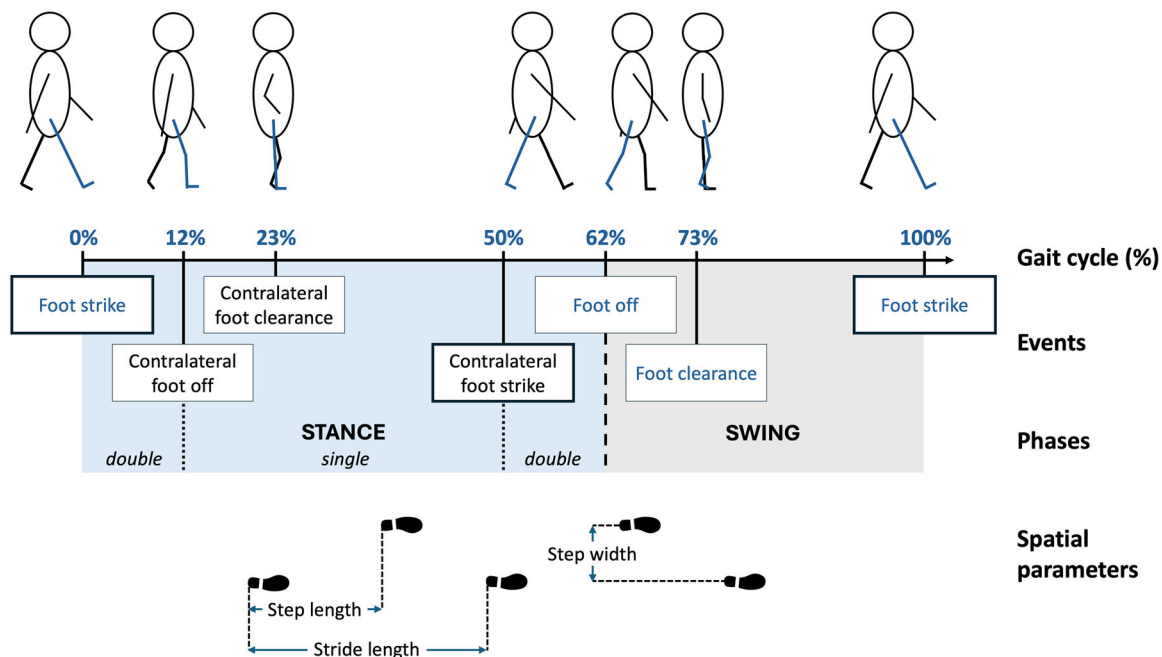 0%
12%
23%
50%
62%
73%
100%
Gait cycle (%)
Foot strike
Contralateral
foot clearance
Foot off
Foot strike
Events
Contralateral
foot off
Contralateral
foot strike
Foot clearance
STANCE
SWING
Phases
double
single
double
Spatial
parameters
Step width
Step length
Stride length